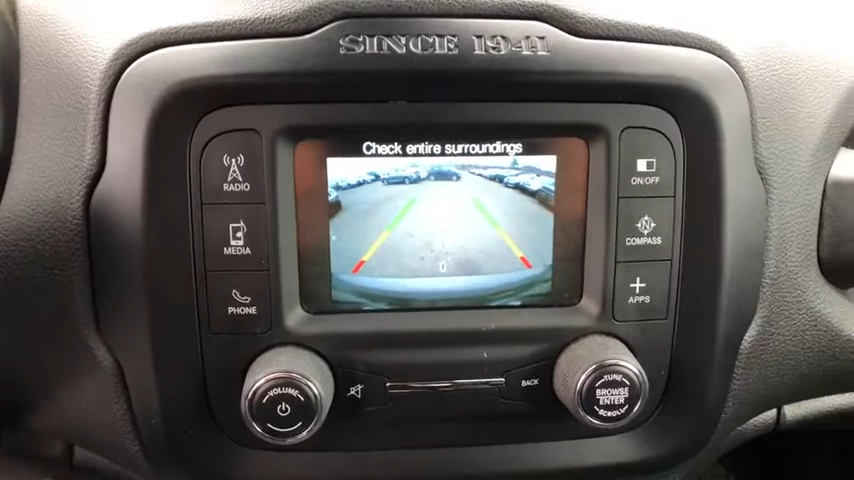 SINCE 1941
Check entire surroundings
RADIO
MEDIA
PHONE
ON/OFF
N
COMPASS
APPS
VOLUME
BACK
TUNE
BROWSE
ENTER
SCROLL